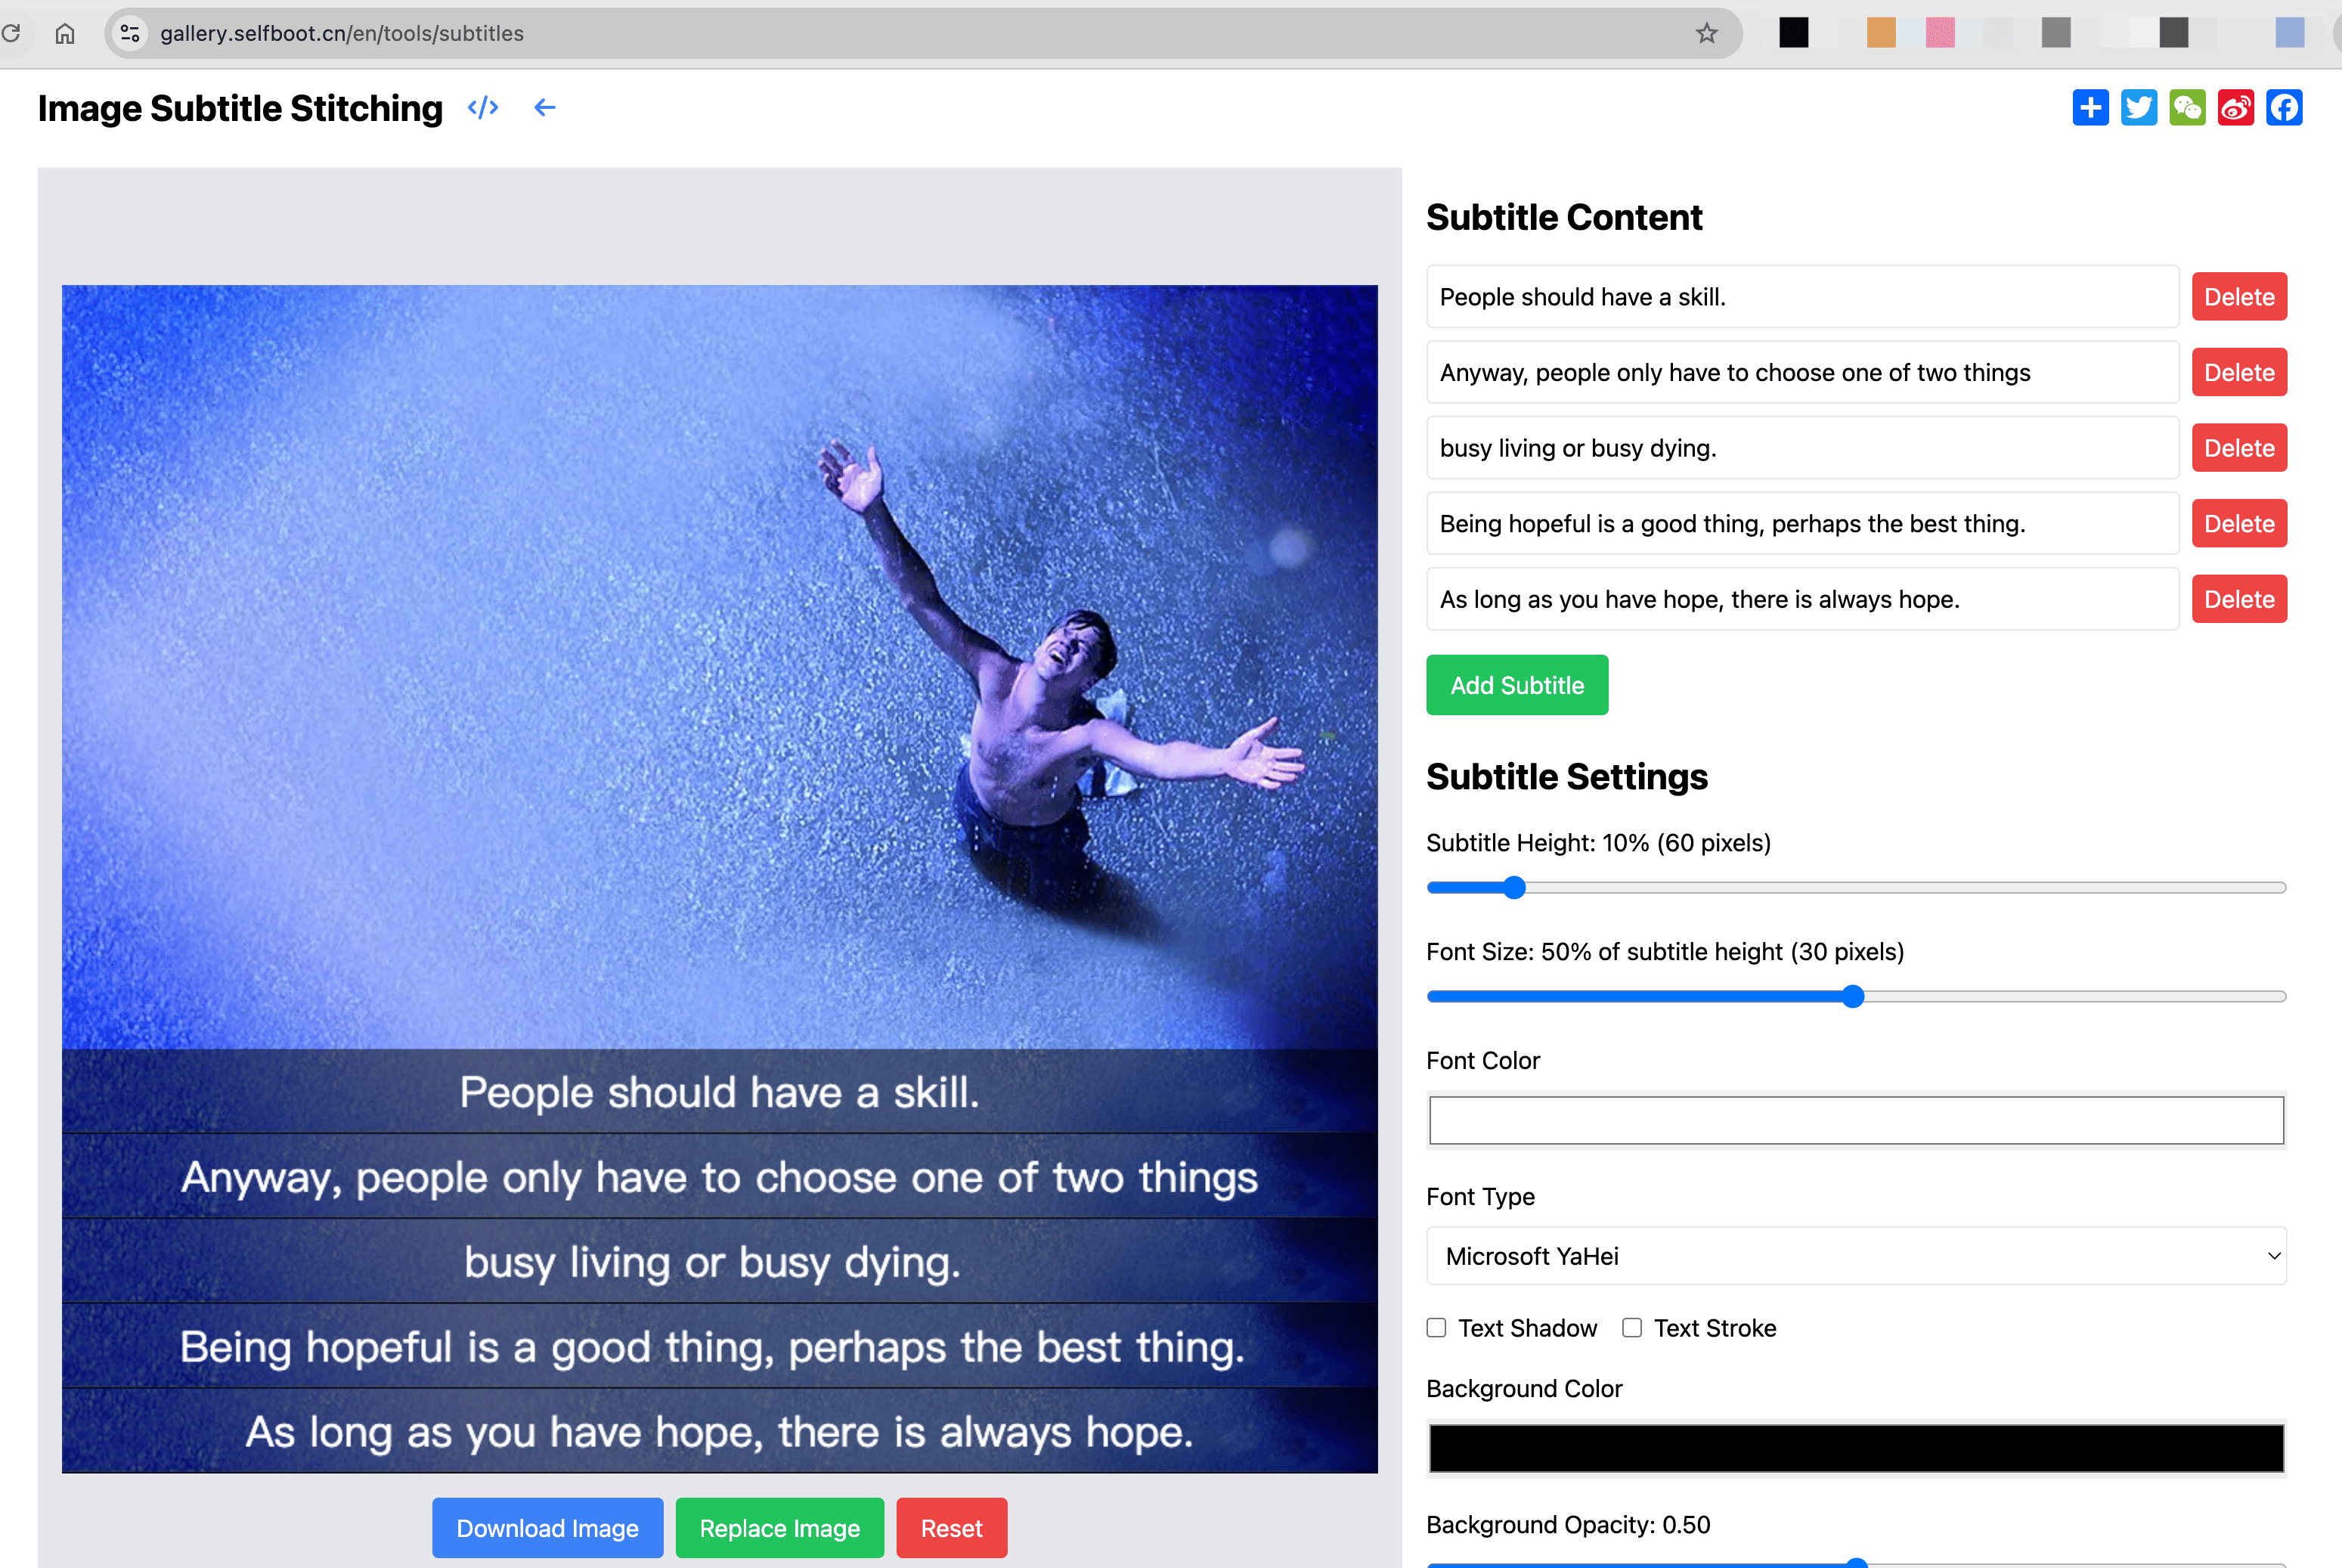 gallery.selfboot.cn/en/tools/subtitles
Image Subtitle Stitching </>
People should have a skill.
Anyway, people only have to choose one of two things
busy living or busy dying.
Being hopeful is a good thing, perhaps the best thing.
As long as you have hope, there is always hope.
Download Image
Replace Image
Reset
Subtitle Content
People should have a skill.
Delete
Anyway, people only have to choose one of two things
Delete
busy living or busy dying.
Delete
Being hopeful is a good thing, perhaps the best thing.
Delete
As long as you have hope, there is always hope.
Delete
Add Subtitle
Subtitle Settings
Subtitle Height: 10% (60 pixels)
Font Size: 50% of subtitle height (30 pixels)
Font Color
Font Type
Microsoft YaHei
Text Shadow
Text Stroke
Background Color
Background Opacity: 0.50